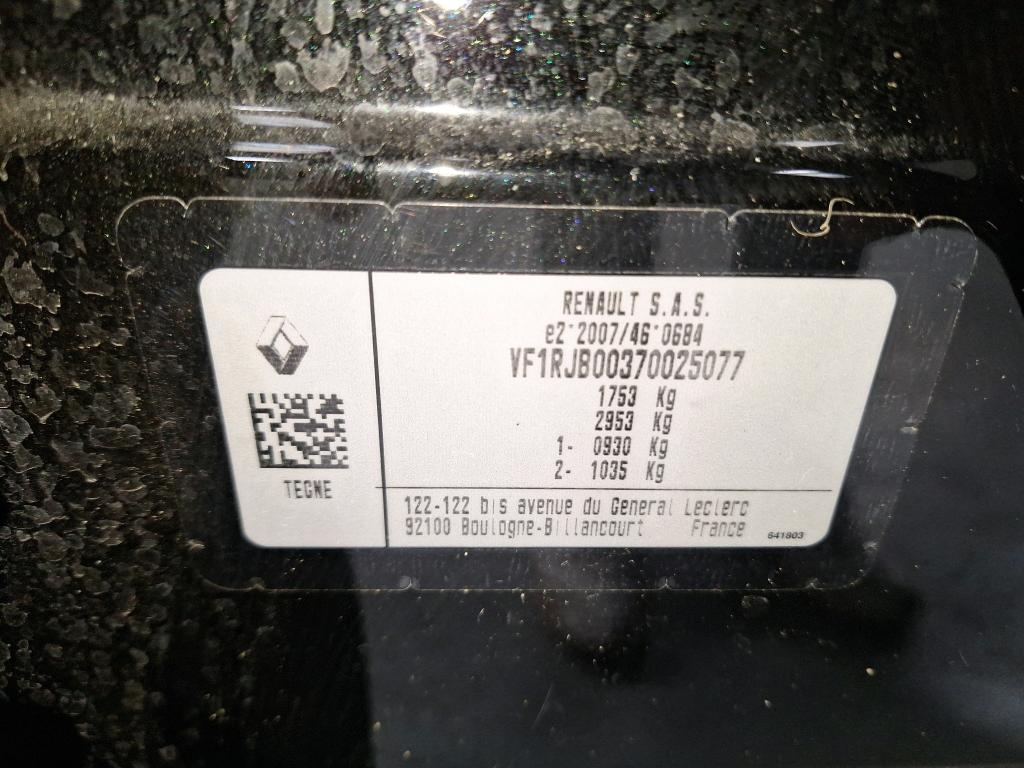 RENAULT S.A.S.
e2*2007/46*0684
VF1RJB00370025077
1753 Kg
2953 Kg
1- 0930 Kg
2- 1035 Kg
TEGNE
122-122 bis avenue du General Leclerc
92100 Boulogne-Billancourt France
641803